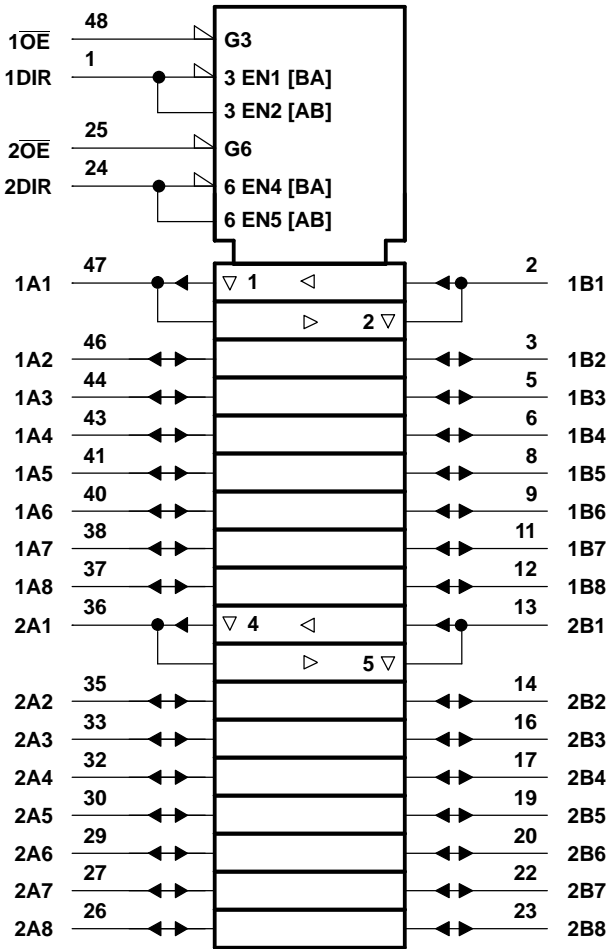 48
1O̅E̅ G3
1
1DIR 3 EN1 [BA]
3 EN2 [AB]
25
2O̅E̅ G6
24
2DIR 6 EN4 [BA]
6 EN5 [AB]
47 2
1A1 ▽ 1 ◁ 1B1
▷ 2 ▽
46 3
1A2 1B2
44 5
1A3 1B3
43 6
1A4 1B4
41 8
1A5 1B5
40 9
1A6 1B6
38 11
1A7 1B7
37 12
1A8 1B8
36 13
2A1 ▽ 4 ◁ 2B1
▷ 5 ▽
35 14
2A2 2B2
33 16
2A3 2B3
32 17
2A4 2B4
30 19
2A5 2B5
29 20
2A6 2B6
27 22
2A7 2B7
26 23
2A8 2B8